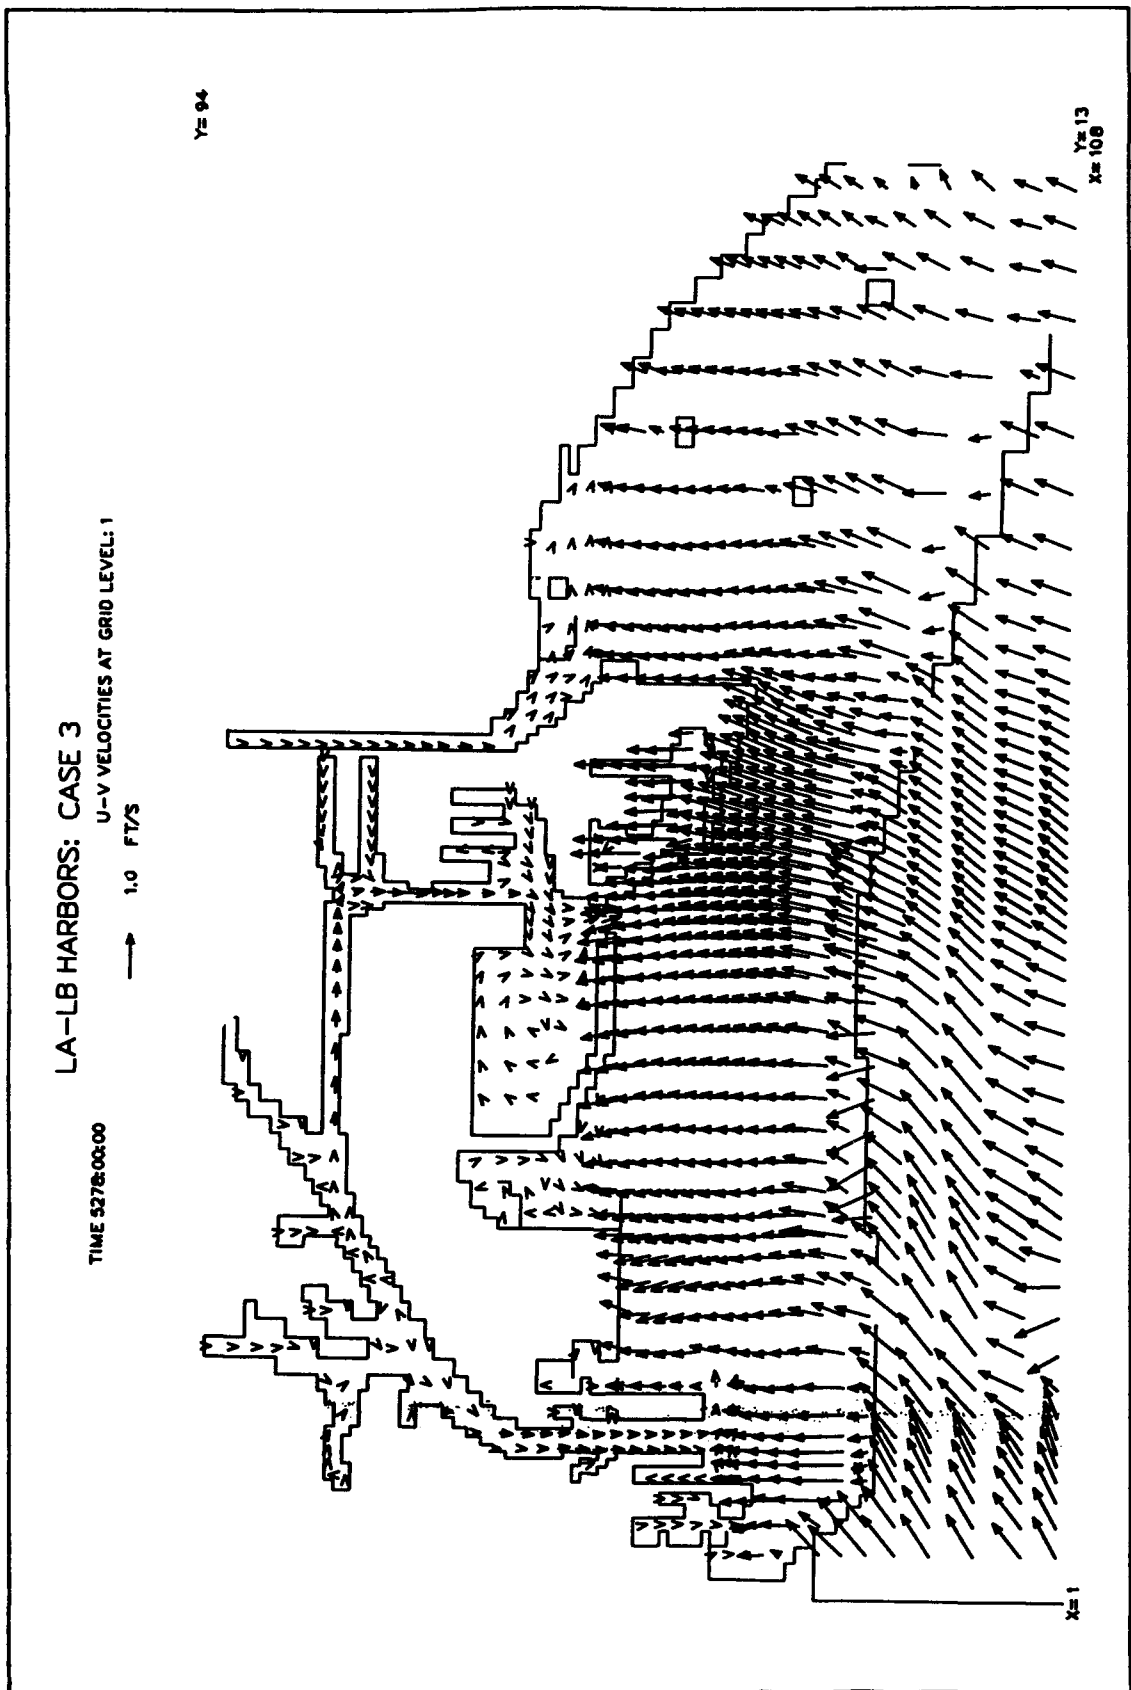 LA-LB HARBORS: CASE 3
TIME 5278:00:00
U-V VELOCITIES AT GRID LEVEL: 1
1.0 FT/S
Y= 94
Y= 13
X= 108
X= 1